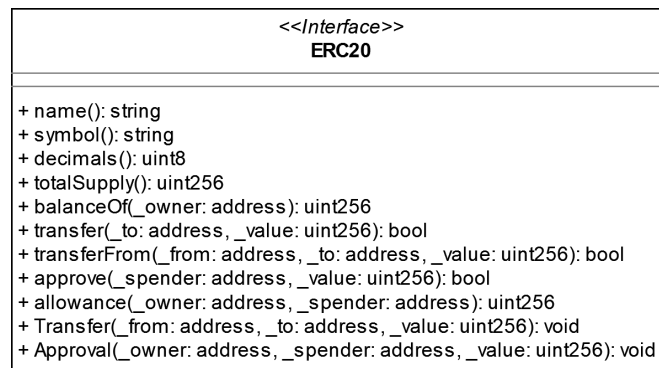 <<Interface>>
ERC20
+ name(): string
+ symbol(): string
+ decimals(): uint8
+ totalSupply(): uint256
+ balanceOf(_owner: address): uint256
+ transfer(_to: address, _value: uint256): bool
+ transferFrom(_from: address, _to: address, _value: uint256): bool
+ approve(_spender: address, _value: uint256): bool
+ allowance(_owner: address, _spender: address): uint256
+ Transfer(_from: address, _to: address, _value: uint256): void
+ Approval(_owner: address, _spender: address, _value: uint256): void